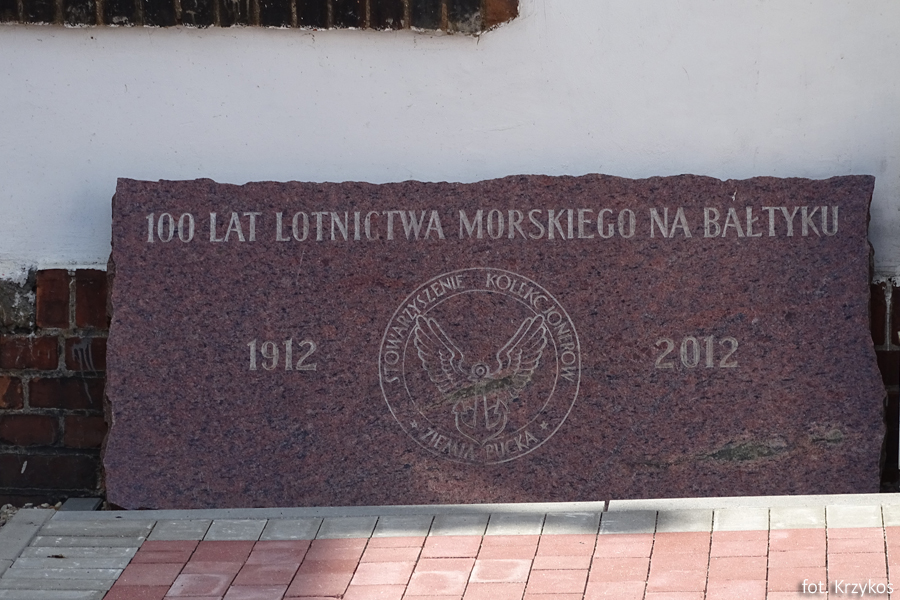 100 LAT LOTNICTWA MORSKIEGO NA BAŁTYKU
STOWARZYSZENIE KOLEKCJONERÓW
1912
2012
★ ZIEMIA PUCKA ★
fot. Krzykos